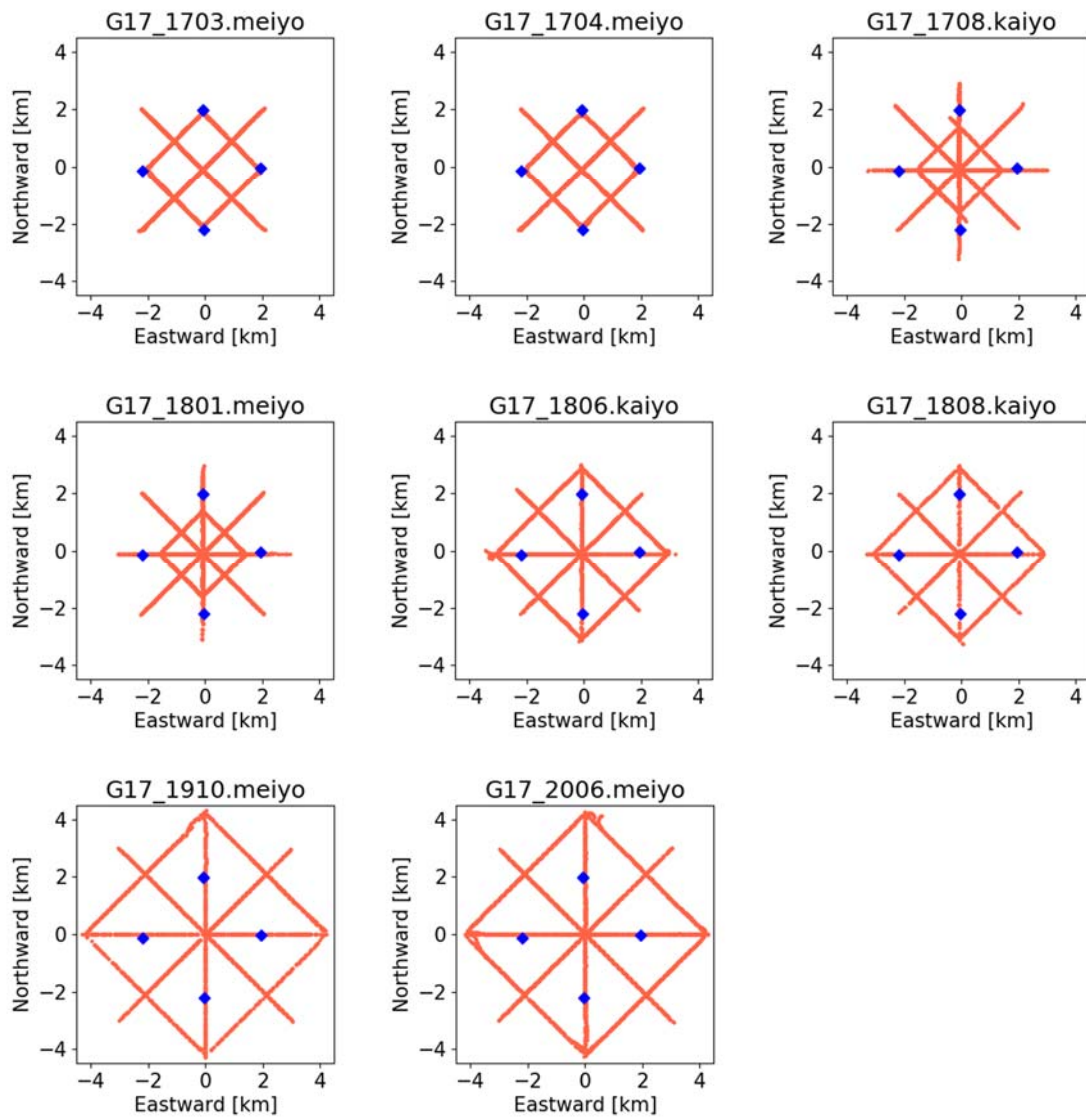 G17_1703.meiyo
G17_1704.meiyo
G17_1708.kaiyo
4
2
0
−2
−4
Northward [km]
−4 −2 0 2 4
Eastward [km]
4
2
0
−2
−4
Northward [km]
−4 −2 0 2 4
Eastward [km]
4
2
0
−2
−4
Northward [km]
−4 −2 0 2 4
Eastward [km]
G17_1801.meiyo
G17_1806.kaiyo
G17_1808.kaiyo
4
2
0
−2
−4
Northward [km]
−4 −2 0 2 4
Eastward [km]
4
2
0
−2
−4
Northward [km]
−4 −2 0 2 4
Eastward [km]
4
2
0
−2
−4
Northward [km]
−4 −2 0 2 4
Eastward [km]
G17_1910.meiyo
G17_2006.meiyo
4
2
0
−2
−4
Northward [km]
−4 −2 0 2 4
Eastward [km]
4
2
0
−2
−4
Northward [km]
−4 −2 0 2 4
Eastward [km]